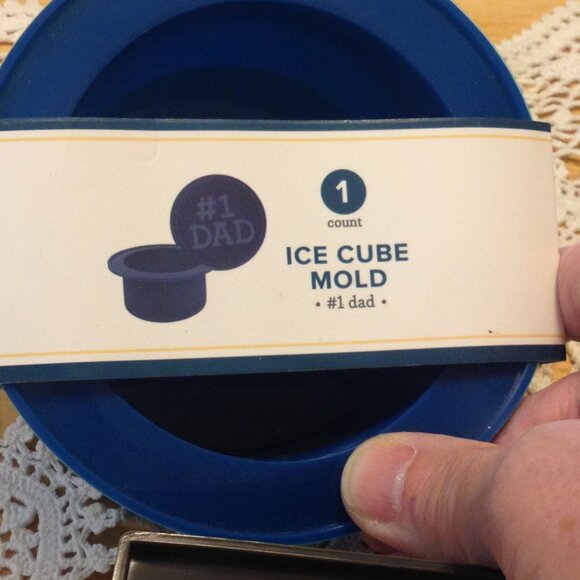 #1
DAD
1
count
ICE CUBE
MOLD
• #1 dad •